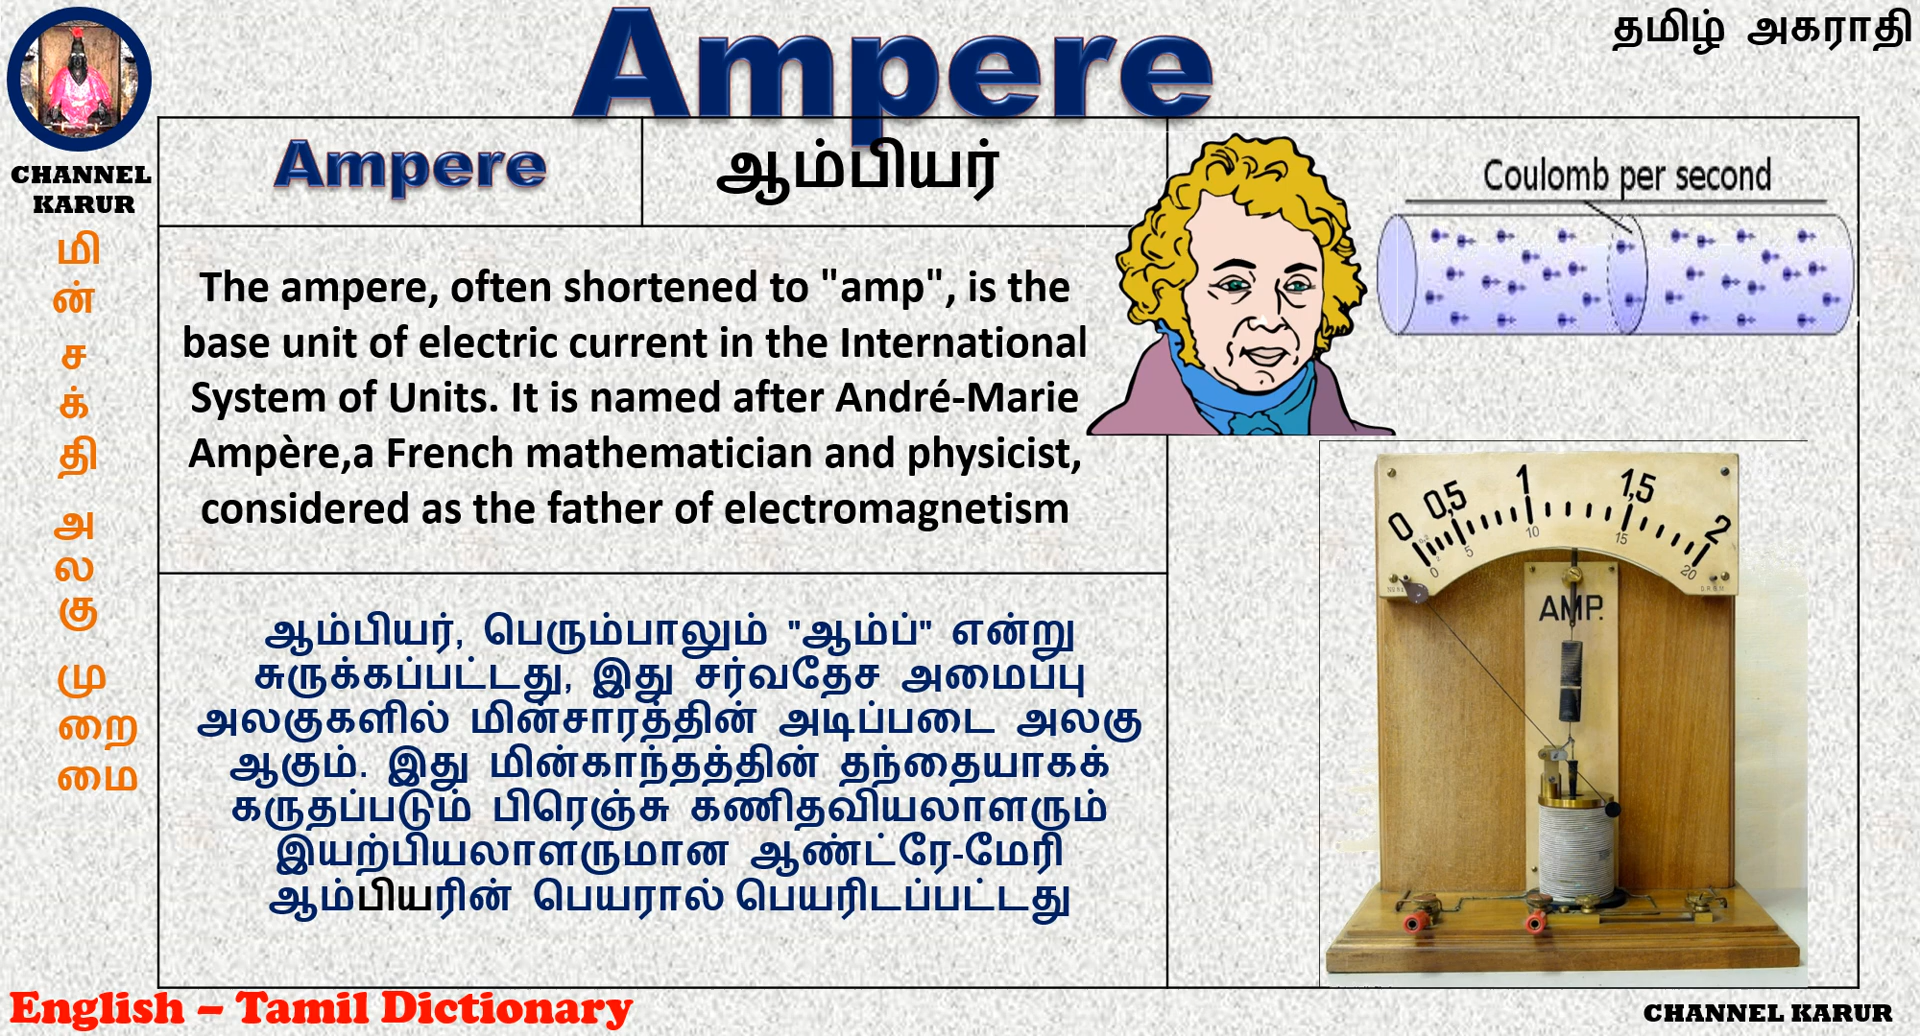 Ampere
தமிழ் அகராதி
CHANNEL
KARUR
மி
ன்
ச
க்
தி
அ
ல
கு
மு
றை
மை
Ampere
ஆம்பியர்
The ampere, often shortened to "amp", is the
base unit of electric current in the International
System of Units. It is named after André-Marie
Ampère,a French mathematician and physicist,
considered as the father of electromagnetism
ஆம்பியர், பெரும்பாலும் "ஆம்ப்" என்று
சுருக்கப்பட்டது, இது சர்வதேச அமைப்பு
அலகுகளில் மின்சாரத்தின் அடிப்படை அலகு
ஆகும். இது மின்காந்தத்தின் தந்தையாகக்
கருதப்படும் பிரெஞ்சு கணிதவியலாளரும்
இயற்பியலாளருமான ஆண்ட்ரே-மேரி
ஆம்பியரின் பெயரால் பெயரிடப்பட்டது
Coulomb per second
0 0,5 1 1,5 2
0 5 10 15 20
AMP.
English – Tamil Dictionary
CHANNEL KARUR